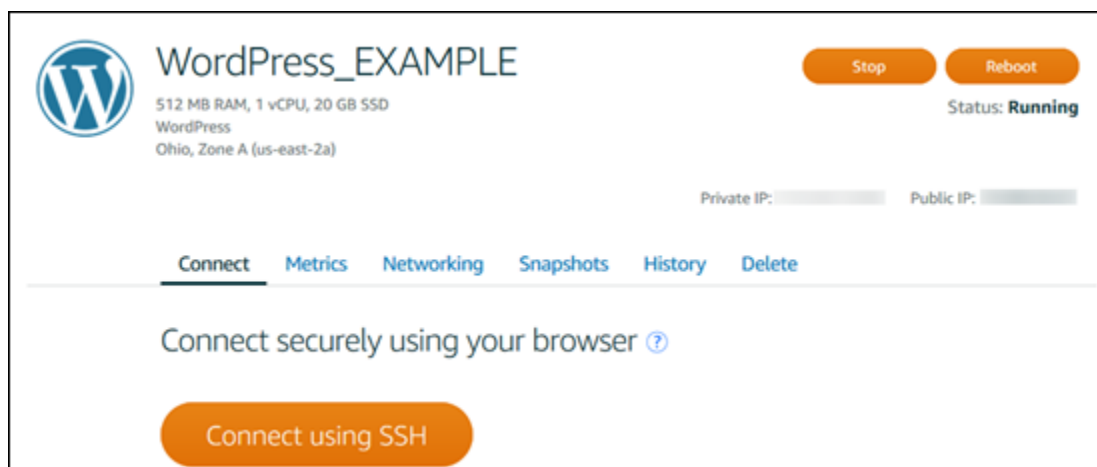 WordPress_EXAMPLE
Stop
Reboot
512 MB RAM, 1 vCPU, 20 GB SSD
Status: Running
WordPress
Ohio, Zone A (us-east-2a)
Private IP:
Public IP:
Connect
Metrics
Networking
Snapshots
History
Delete
Connect securely using your browser ?
Connect using SSH